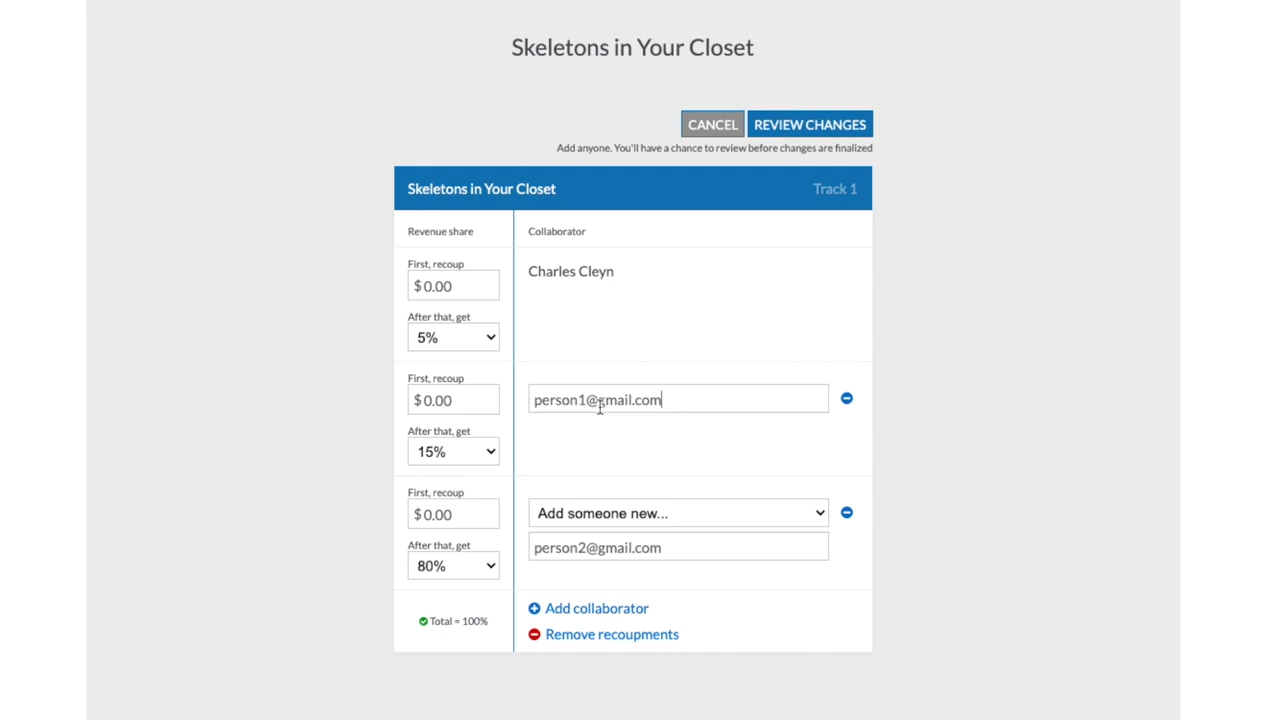 Skeletons in Your Closet
CANCEL REVIEW CHANGES
Add anyone. You'll have a chance to review before changes are finalized
Skeletons in Your Closet Track 1
Revenue share Collaborator
First, recoup
$0.00
Charles Cleyn
After that, get
5%
First, recoup
$0.00
person1@gmail.com
After that, get
15%
First, recoup
$0.00
Add someone new...
After that, get
80%
person2@gmail.com
Total = 100%
Add collaborator
Remove recoupments